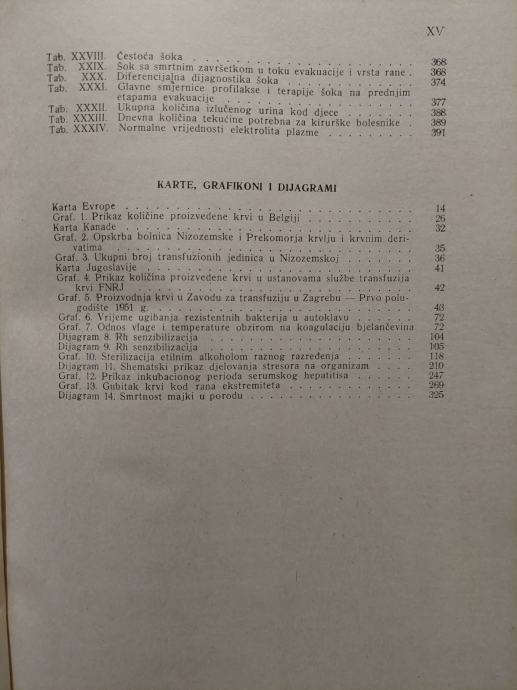 XV
Tab. XXVIII. Čestoća šoka . . . . . . . . . . . . . . 368
Tab. XXIX. Šok sa smrtnim završetkom u toku evakuacije i vrsta rane . 368
Tab. XXX. Diferencijalna dijagnostika šoka . . . . . . . . . 374
Tab. XXXI. Glavne smjernice profilakse i terapije šoka na prednjim
etapama evakuacije . . . . . . . . . . . . 377
Tab. XXXII. Ukupna količina izlučenog urina kod djece . . . . . . 388
Tab. XXXIII. Dnevna količina tekućine potrebna za kirurške bolesnike . 389
Tab. XXXIV. Normalne vrijednosti elektrolita plazme . . . . . . . 391
KARTE, GRAFIKONI I DIJAGRAMI
Karta Evrope . . . . . . . . . . . . . . . . . 14
Graf. 1. Prikaz količine proizvedene krvi u Belgiji . . . . . . . . 26
Karta Kanade . . . . . . . . . . . . . . . . . 32
Graf. 2. Opskrba bolnica Nizozemske i Prekomorja krvlju i krvnim deri-
vatima . . . . . . . . . . . . . . . . . 35
Graf. 3. Ukupni broj transfuzionih jedinica u Nizozemskoj . . . . . 36
Karta Jugoslavije . . . . . . . . . . . . . . . . 41
Graf. 4. Prikaz količina proizvedene krvi u ustanovama službe transfuzija
krvi FNRJ . . . . . . . . . . . . . . . . 42
Graf. 5. Proizvodnja krvi u Zavodu za transfuziju u Zagrebu — Prvo polu-
godište 1951 g. . . . . . . . . . . . . . . . 43
Graf. 6. Vrijeme ugibanja rezistentnih bakterija u autoklavu . . . . . 72
Graf. 7. Odnos vlage i temperature obzirom na koagulaciju bjelančevina 72
Dijagram 8. Rh senzibilizacija . . . . . . . . . . . . . 104
Dijagram 9. Rh senzibilizacija . . . . . . . . . . . . . 105
Graf. 10. Sterilizacija etilnim alkoholom raznog razređenja . . . . . 118
Dijagram 11. Shematski prikaz djelovanja stresora na organizam . . . . 210
Graf. 12. Prikaz inkubacionog perioda serumskog hepatitisa . . . . . 247
Graf. 13. Gubitak krvi kod rana ekstremiteta . . . . . . . . . 269
Dijagram 14. Smrtnost majki u porodu . . . . . . . . . . . 325